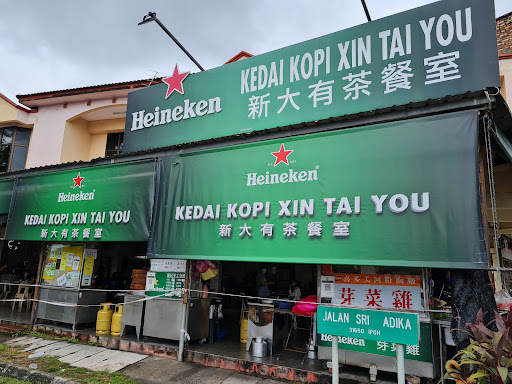 KEDAI KOPI XIN TAI YOU
Heineken
新大有茶餐室
Heineken
KEDAI KOPI XIN TAI YOU
新大有茶餐室
Heineken
KEDAI KOPI XIN TAI YOU
新大有茶餐室
芽菜雞
JALAN SRI ADIKA
31650 IPOH
Heineken
芽菜雞